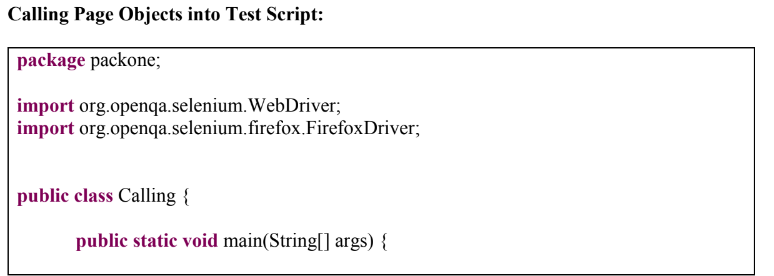 Calling Page Objects into Test Script:
package packone;
import org.openqa.selenium.WebDriver;
import org.openqa.selenium.firefox.FirefoxDriver;
public class Calling {
public static void main(String[] args) {